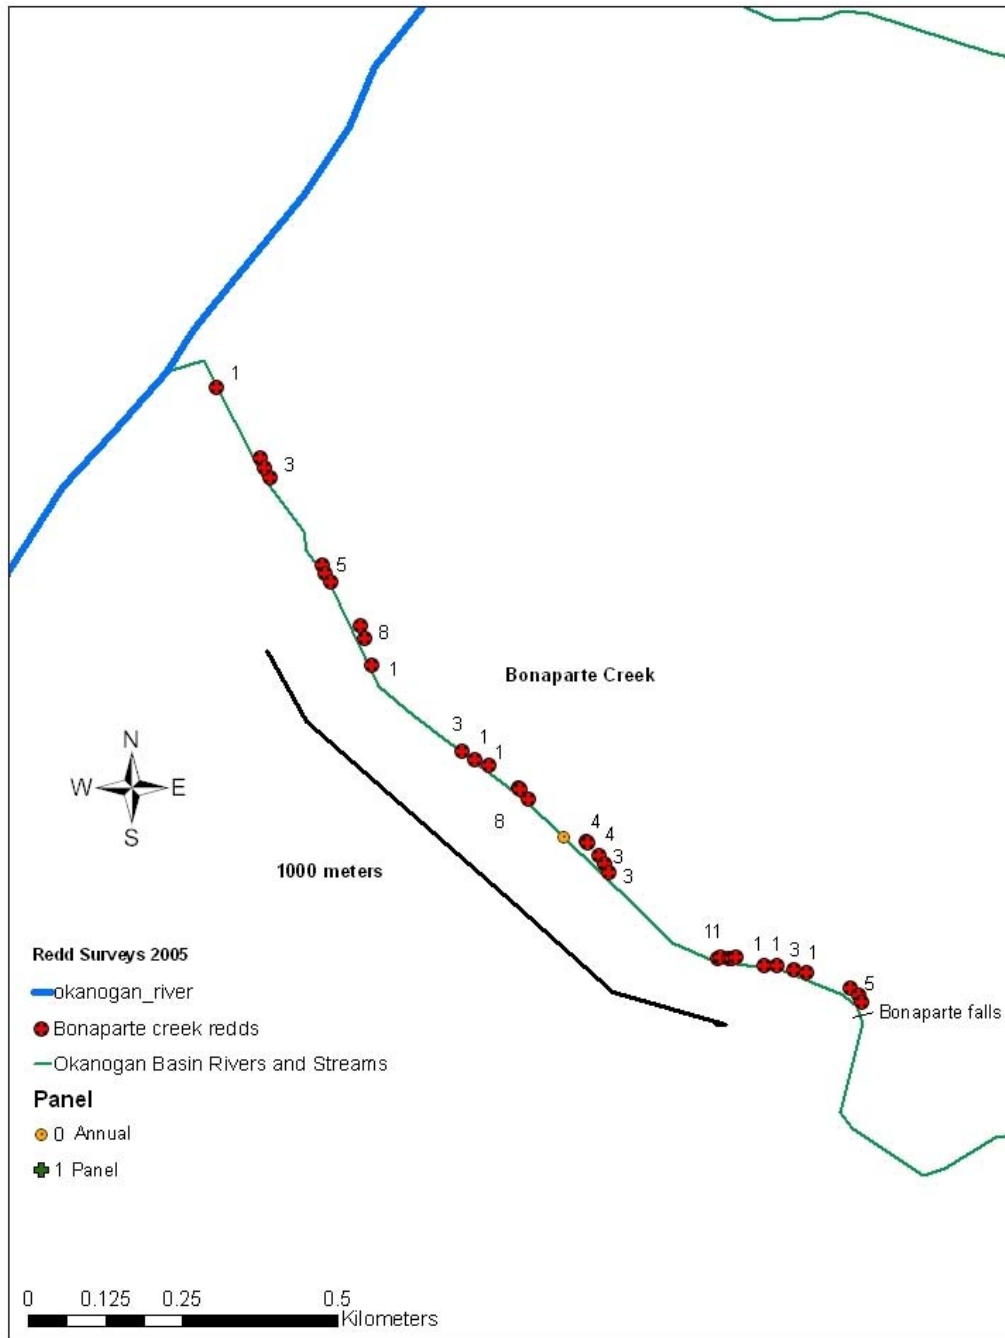 1
3
5
8
1
Bonaparte Creek
3
1
1
N
W E
S
8
4
4
3
3
1000 meters
11 1 1 3 1
5
Bonaparte falls
Redd Surveys 2005
okanogan_river
Bonaparte creek redds
Okanogan Basin Rivers and Streams
Panel
0 Annual
1 Panel
0 0.125 0.25 0.5
Kilometers